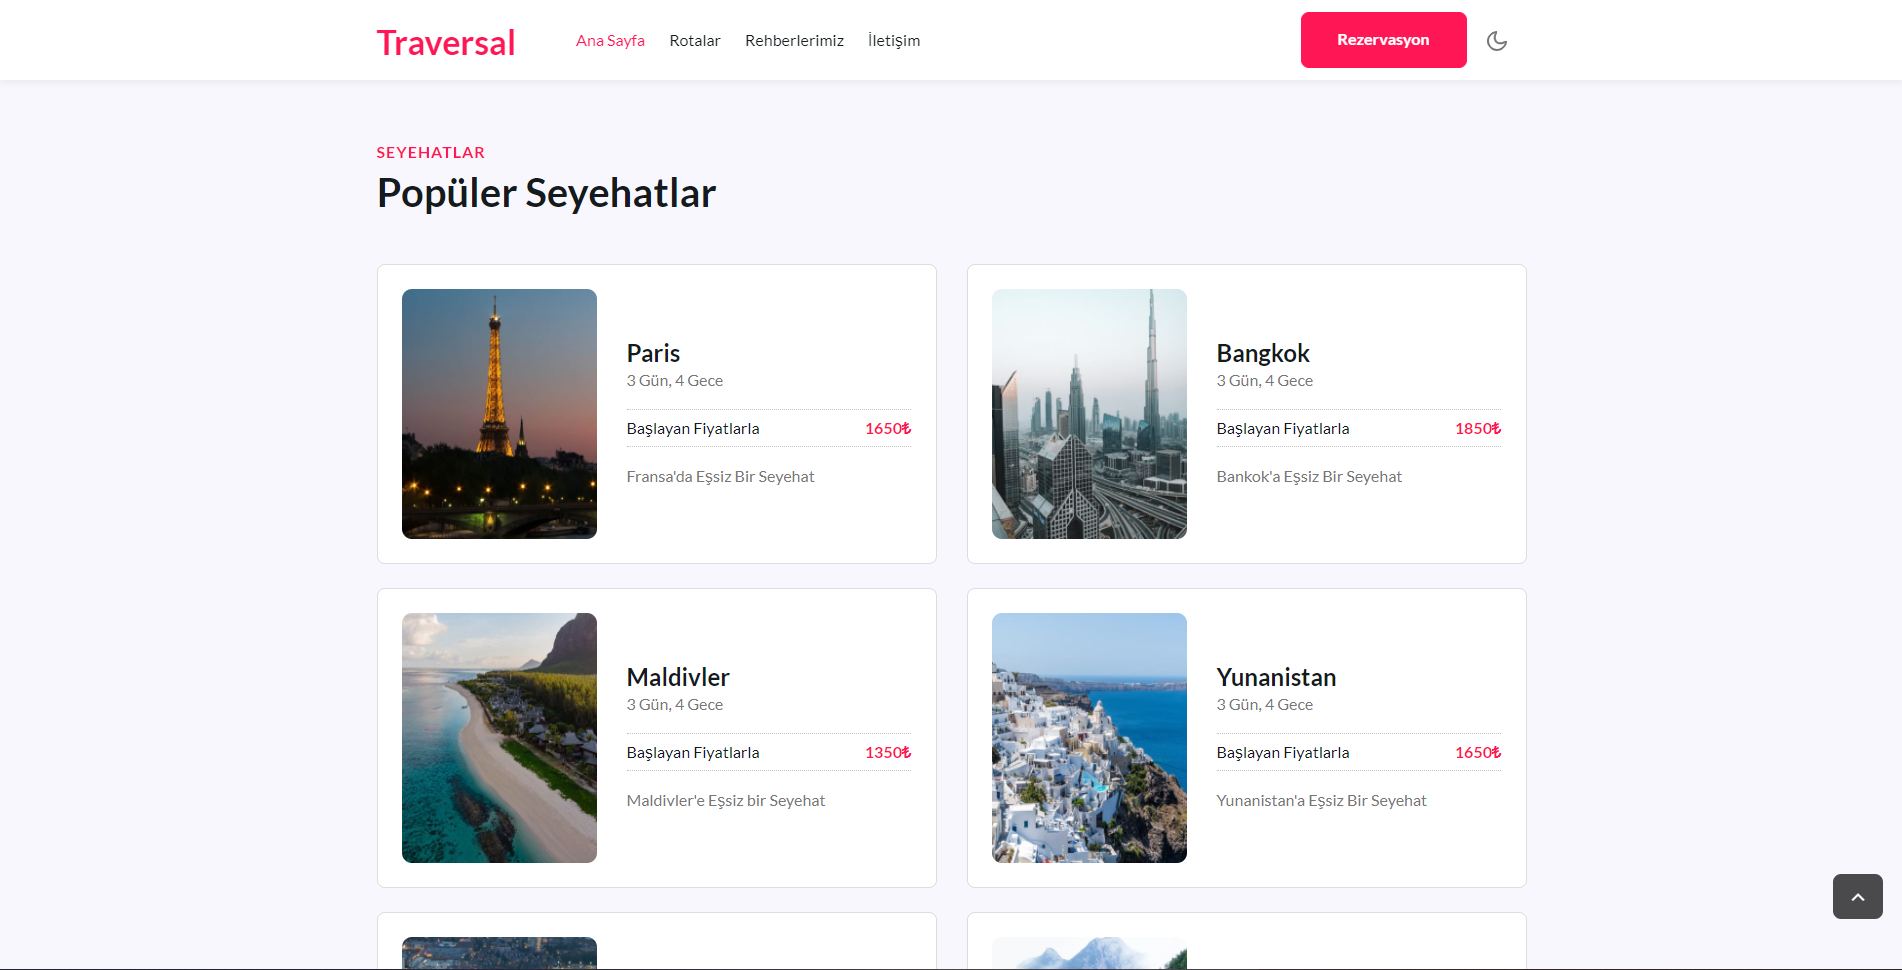 Traversal
Ana Sayfa
Rotalar
Rehberlerimiz
İletişim
Rezervasyon
SEYEHATLAR
Popüler Seyehatlar
Paris
3 Gün, 4 Gece
Başlayan Fiyatlarla 1650₺
Fransa'da Eşsiz Bir Seyehat
Bangkok
3 Gün, 4 Gece
Başlayan Fiyatlarla 1850₺
Bankok'a Eşsiz Bir Seyehat
Maldivler
3 Gün, 4 Gece
Başlayan Fiyatlarla 1350₺
Maldivler'e Eşsiz bir Seyehat
Yunanistan
3 Gün, 4 Gece
Başlayan Fiyatlarla 1650₺
Yunanistan'a Eşsiz Bir Seyehat